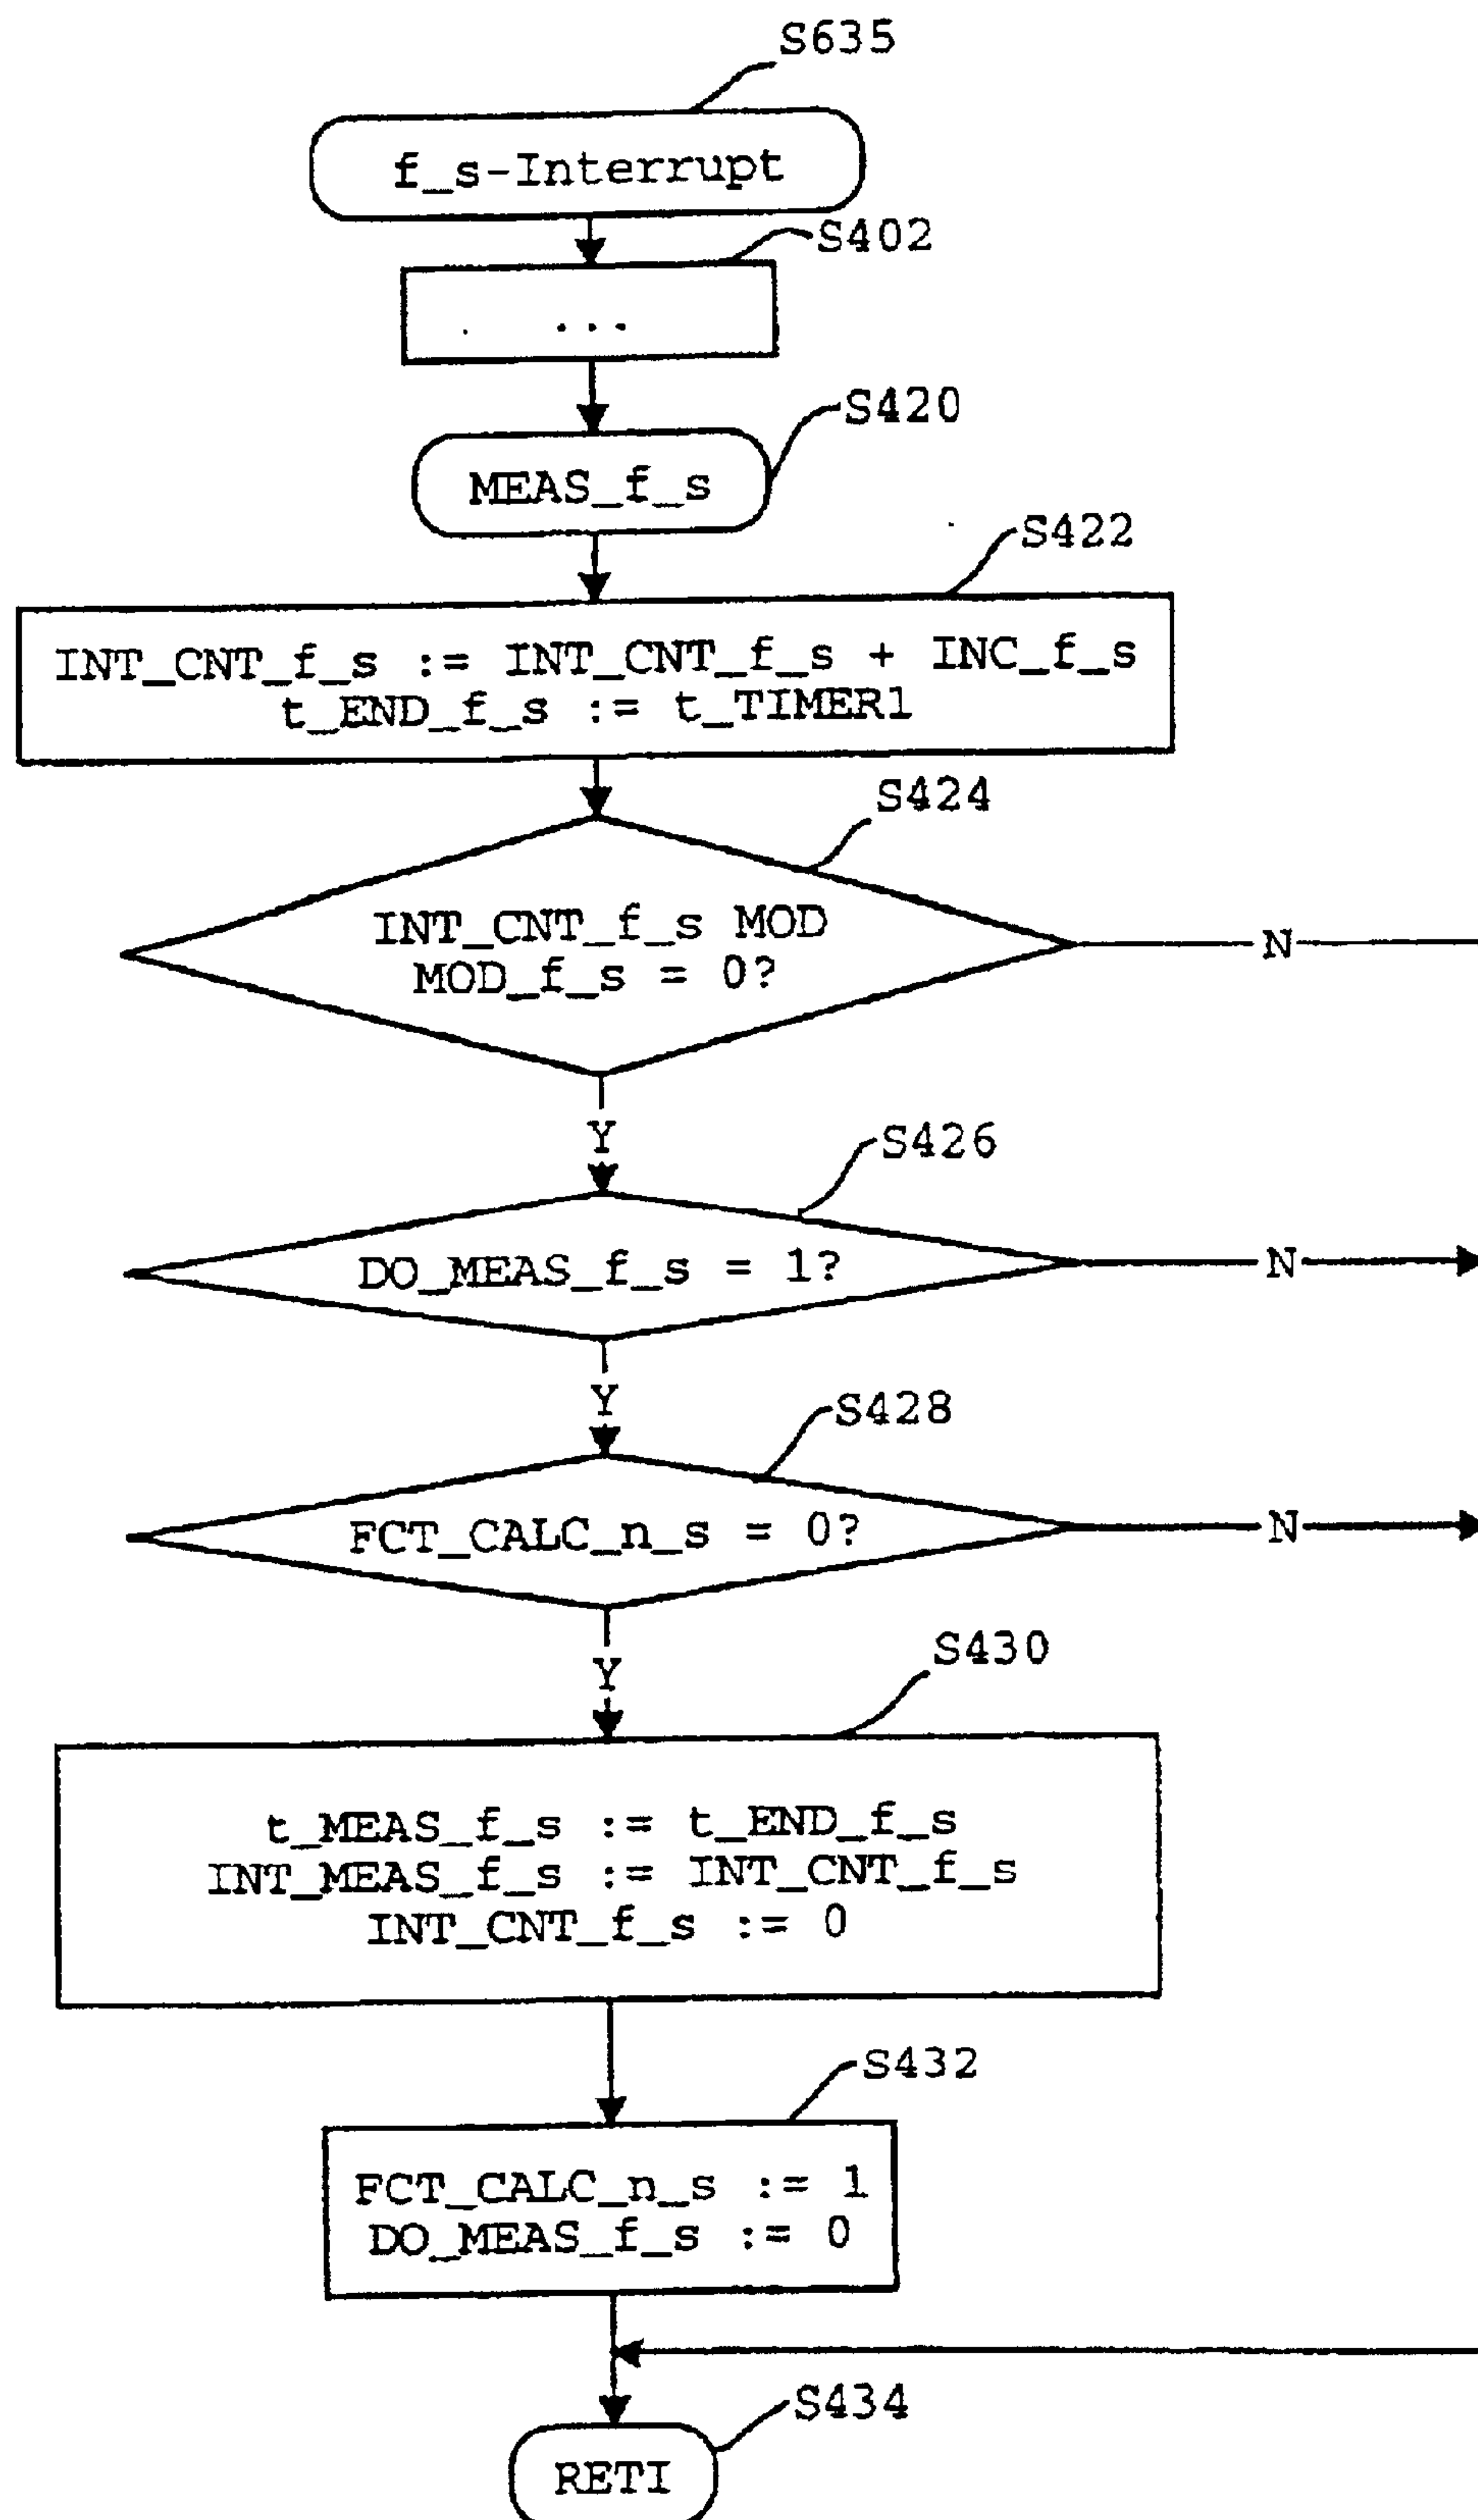 S635
f_s-Interrupt
S402
...
S420
MEAS_f_s
S422
INT_CNT_f_s := INT_CNT_f_s + INC_f_s
t_END_f_s := t_TIMER1
S424
INT_CNT_f_s MOD
MOD_f_s = 0?
N
Y
S426
DO_MEAS_f_s = 1?
N
Y
S428
FCT_CALC_n_s = 0?
N
Y
S430
t_MEAS_f_s := t_END_f_s
INT_MEAS_f_s := INT_CNT_f_s
INT_CNT_f_s := 0
S432
FCT_CALC_n_s := 1
DO_MEAS_f_s := 0
S434
RETI